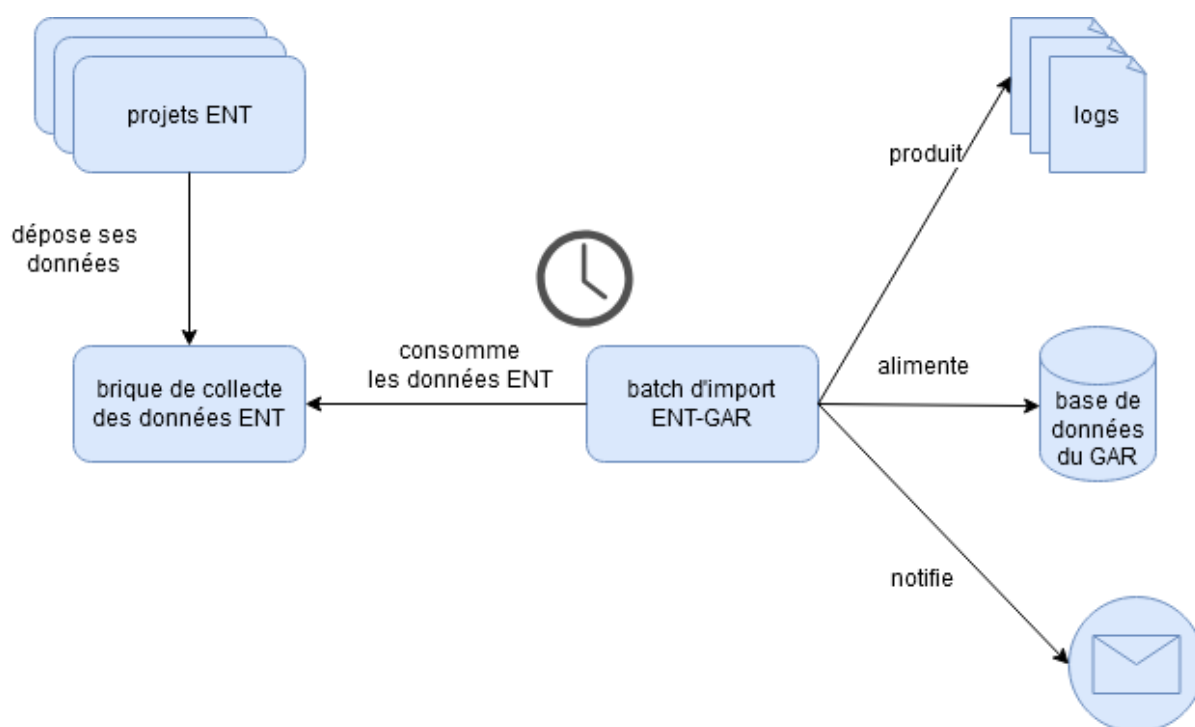 projets ENT
logs
produit
dépose ses
données
consomme
les données ENT
brique de collecte
des données ENT
batch d'import
ENT-GAR
alimente
base de
données
du GAR
notifie